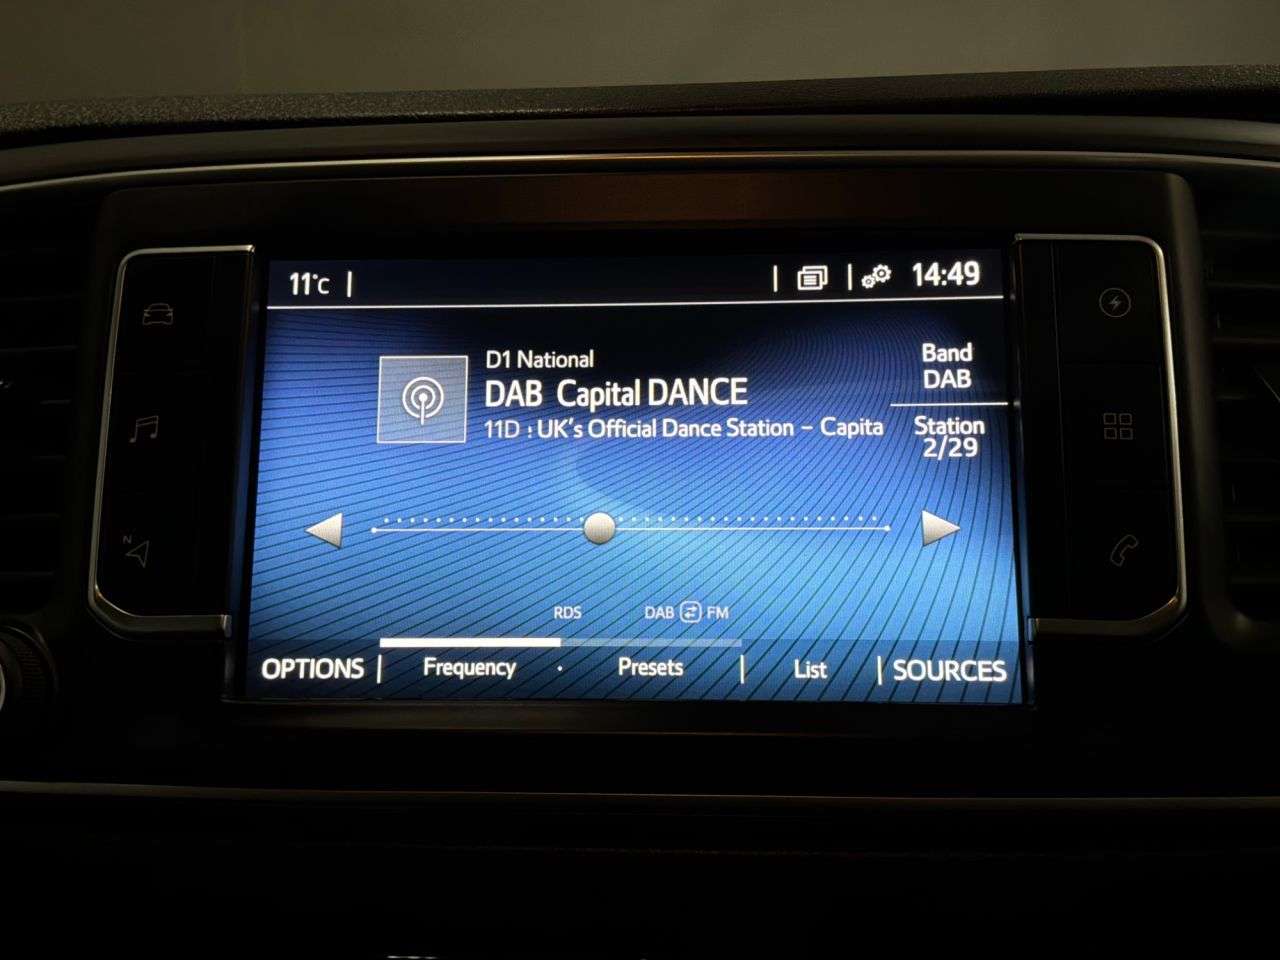 11°C
14:49
D1 National
DAB Capital DANCE
11D : UK's Official Dance Station – Capita
Band
DAB
Station
2/29
N
RDS
DAB FM
OPTIONS
Frequency
Presets
List
SOURCES